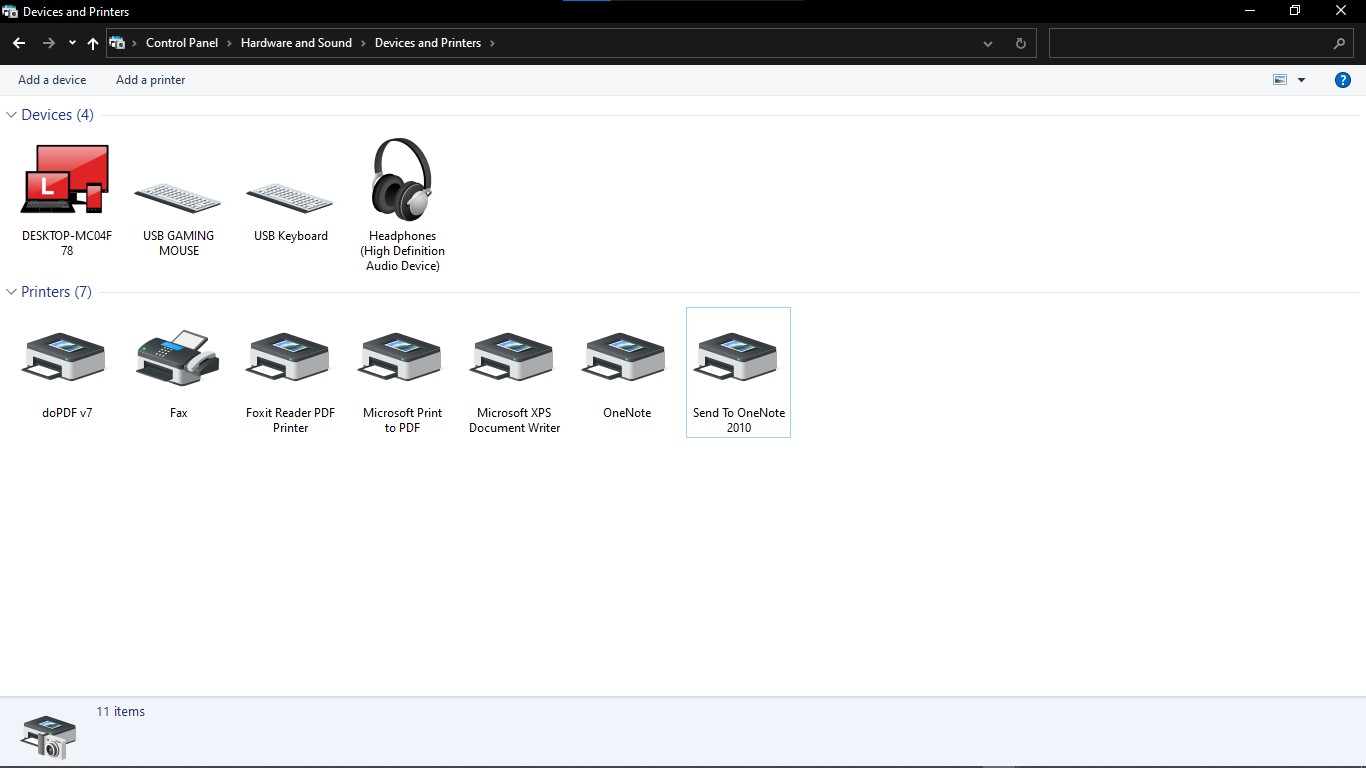 Devices and Printers
Control Panel > Hardware and Sound > Devices and Printers >
Add a device Add a printer ?
Devices (4)
L
DESKTOP-MC04F
78
USB GAMING
MOUSE
USB Keyboard
Headphones
(High Definition
Audio Device)
Printers (7)
doPDF v7
Fax
Foxit Reader PDF
Printer
Microsoft Print
to PDF
Microsoft XPS
Document Writer
OneNote
Send To OneNote
2010
11 items